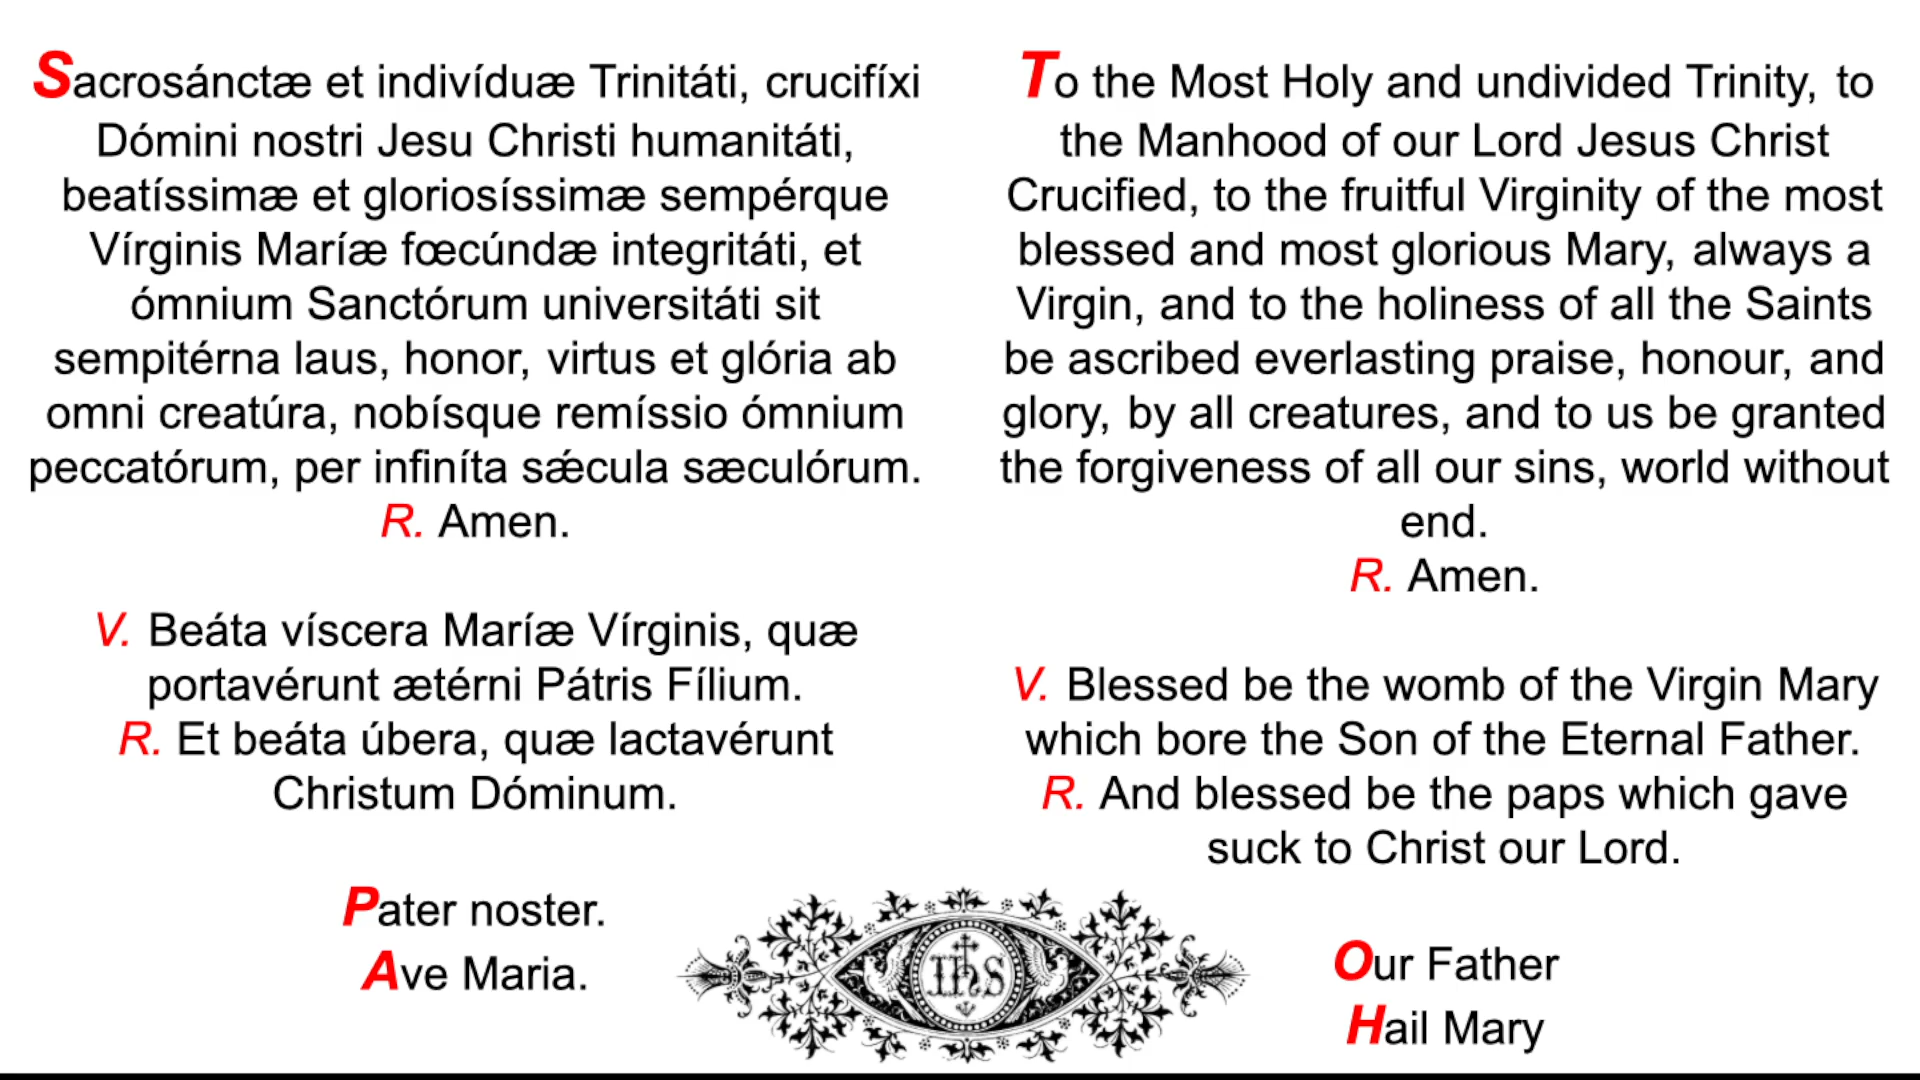 Sacrosánctæ et indivíduæ Trinitáti, crucifíxi
Dómini nostri Jesu Christi humanitáti,
beatíssimæ et gloriosíssimæ sempérque
Vírginis Maríæ fœcúndæ integritáti, et
ómnium Sanctórum universitáti sit
sempitérna laus, honor, virtus et glória ab
omni creatúra, nobísque remíssio ómnium
peccatórum, per infiníta sǽcula sæculórum.
R. Amen.
V. Beáta víscera Maríæ Vírginis, quæ
portavérunt ætérni Pátris Fílium.
R. Et beáta úbera, quæ lactavérunt
Christum Dóminum.
Pater noster.
Ave Maria.
To the Most Holy and undivided Trinity, to
the Manhood of our Lord Jesus Christ
Crucified, to the fruitful Virginity of the most
blessed and most glorious Mary, always a
Virgin, and to the holiness of all the Saints
be ascribed everlasting praise, honour, and
glory, by all creatures, and to us be granted
the forgiveness of all our sins, world without
end.
R. Amen.
V. Blessed be the womb of the Virgin Mary
which bore the Son of the Eternal Father.
R. And blessed be the paps which gave
suck to Christ our Lord.
Our Father
Hail Mary
IHS